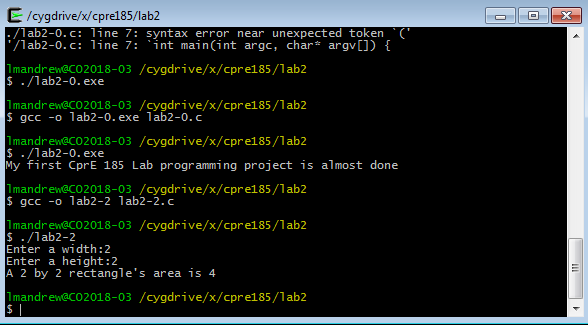 /cygdrive/x/cpre185/lab2
./lab2-0.c: line 7: syntax error near unexpected token `('
'/lab2-0.c: line 7: `int main(int argc, char* argv[]) {
lmandrew@CO2018-03 /cygdrive/x/cpre185/lab2
$ ./lab2-0.exe
lmandrew@CO2018-03 /cygdrive/x/cpre185/lab2
$ gcc -o lab2-0.exe lab2-0.c
lmandrew@CO2018-03 /cygdrive/x/cpre185/lab2
$ ./lab2-0.exe
My first CprE 185 Lab programming project is almost done
lmandrew@CO2018-03 /cygdrive/x/cpre185/lab2
$ gcc -o lab2-2 lab2-2.c
lmandrew@CO2018-03 /cygdrive/x/cpre185/lab2
$ ./lab2-2
Enter a width:2
Enter a height:2
A 2 by 2 rectangle's area is 4
lmandrew@CO2018-03 /cygdrive/x/cpre185/lab2
$